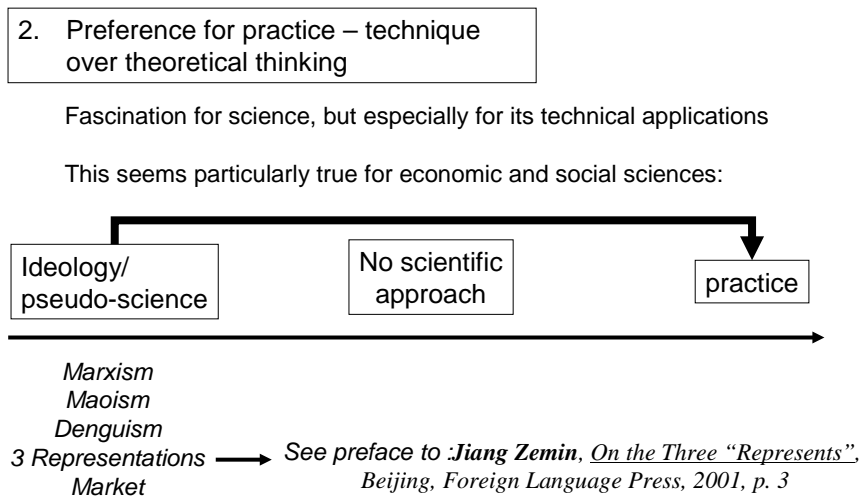 2. Preference for practice – technique
over theoretical thinking
Fascination for science, but especially for its technical applications
This seems particularly true for economic and social sciences:
Ideology/
pseudo-science
No scientific
approach
practice
Marxism
Maoism
Denguism
3 Representations
Market
See preface to :Jiang Zemin, On the Three “Represents”,
Beijing, Foreign Language Press, 2001, p. 3